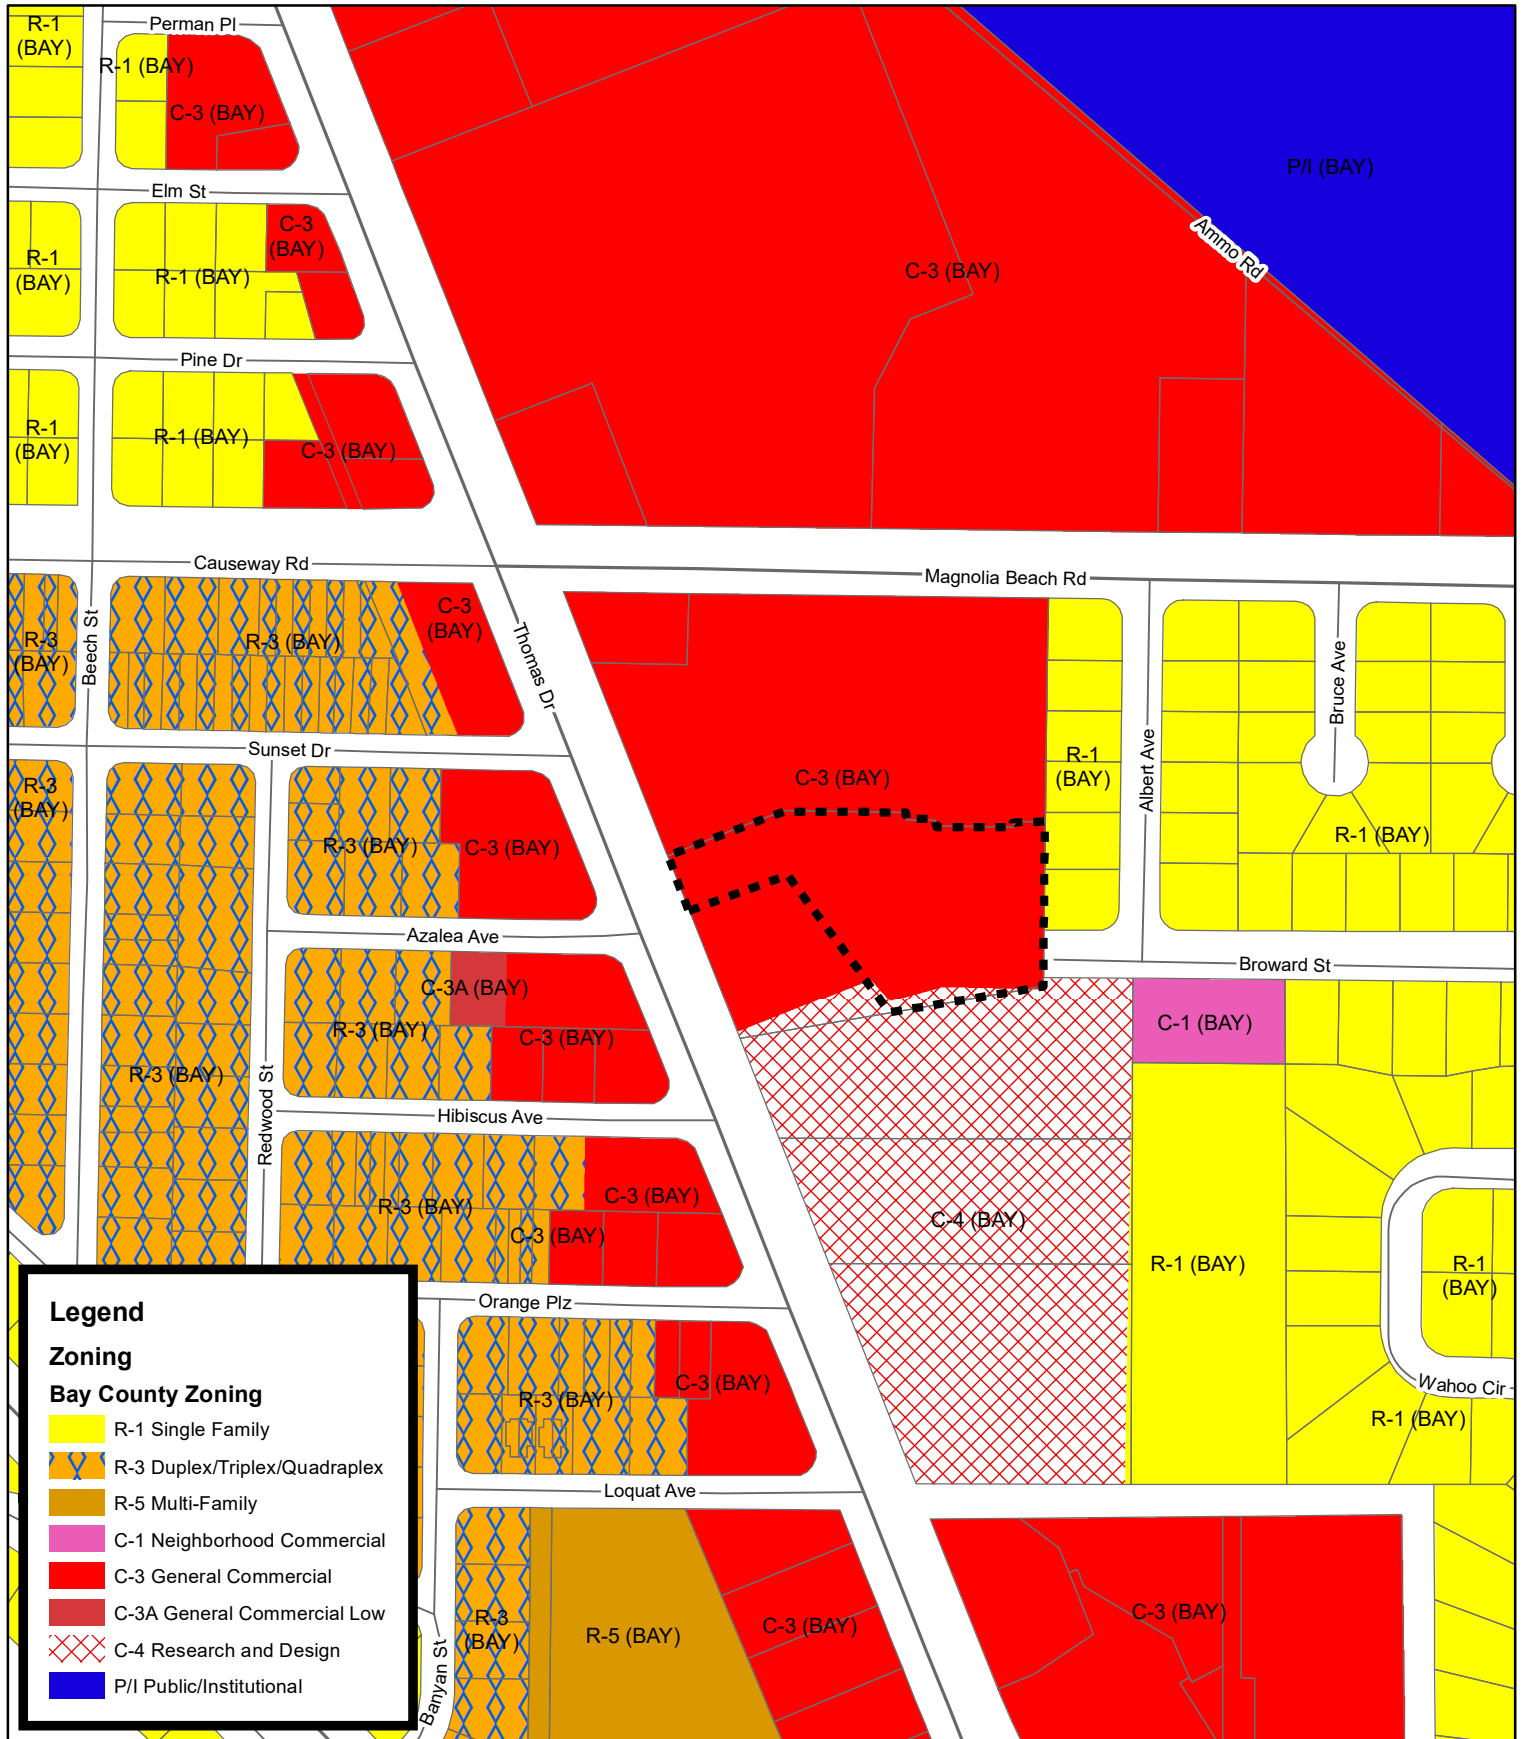 R-1
(BAY)
Perman Pl
R-1 (BAY)
C-3 (BAY)
P/I (BAY)
Elm St
C-3
(BAY)
Ammo Rd
R-1
(BAY)
R-1 (BAY)
C-3 (BAY)
Pine Dr
R-1
(BAY)
R-1 (BAY)
C-3 (BAY)
Causeway Rd
Magnolia Beach Rd
C-3
(BAY)
R-3
(BAY)
Beech St
R-3 (BAY)
Thomas Dr
Bruce Ave
Sunset Dr
R-1
(BAY)
Albert Ave
C-3 (BAY)
R-3
(BAY)
R-3 (BAY)
C-3 (BAY)
R-1 (BAY)
Azalea Ave
Broward St
C-3A (BAY)
R-3 (BAY)
C-3 (BAY)
C-1 (BAY)
R-3 (BAY)
Redwood St
Hibiscus Ave
R-3 (BAY)
C-3 (BAY)
C-3 (BAY)
C-4 (BAY)
R-1 (BAY)
R-1
(BAY)
Orange Plz
R-3 (BAY)
C-3 (BAY)
Wahoo Cir
R-1 (BAY)
Loquat Ave
R-3
(BAY)
R-5 (BAY)
C-3 (BAY)
C-3 (BAY)
Banyan St
Legend
Zoning
Bay County Zoning
R-1 Single Family
R-3 Duplex/Triplex/Quadraplex
R-5 Multi-Family
C-1 Neighborhood Commercial
C-3 General Commercial
C-3A General Commercial Low
C-4 Research and Design
P/I Public/Institutional